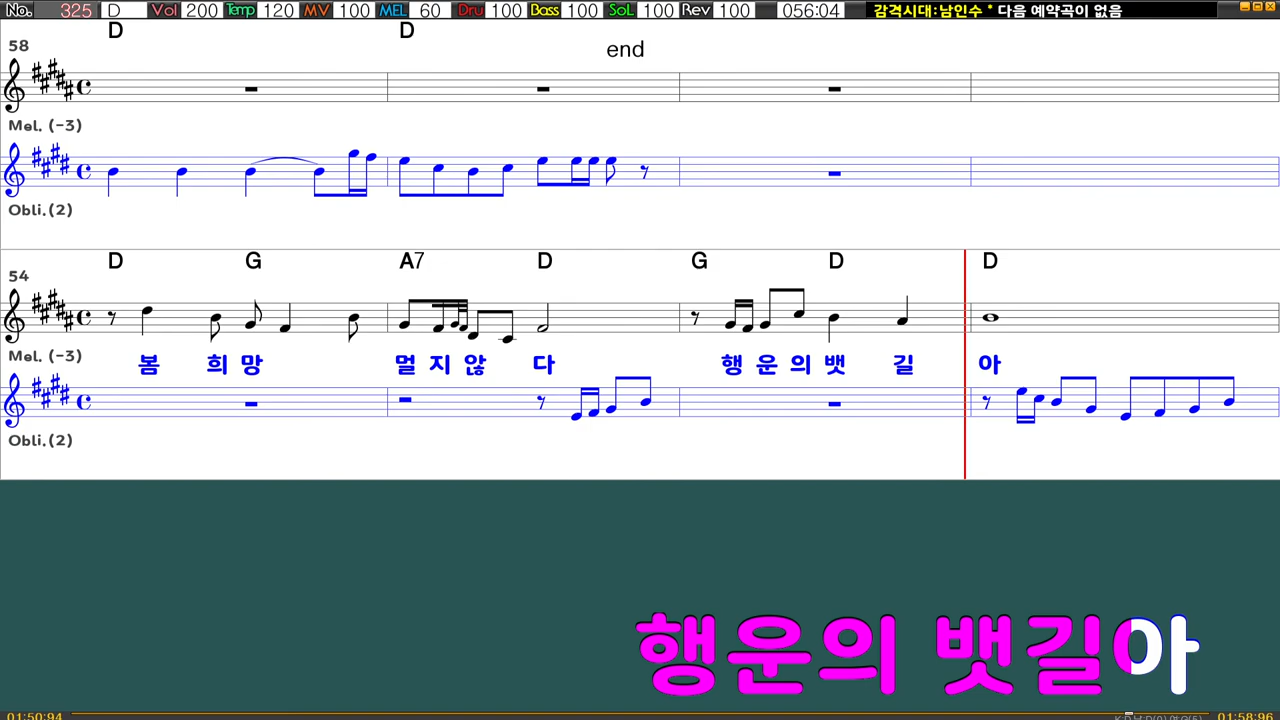 No. 325 D Vol 200 Temp 120 MV 100 MEL 60 Dru 100 Bass 100 SoL 100 Rev 100 056:04 감격시대:남인수 * 다음 예약곡이 없음
D D
58 end
Mel. (-3)
Obli.(2)
D G A7 D G D D
54
Mel. (-3) 봄 희 망 멀 지 않 다 행 운 의 뱃 길 아
Obli.(2)
행운의 뱃길아
01:50:94 01:58:96